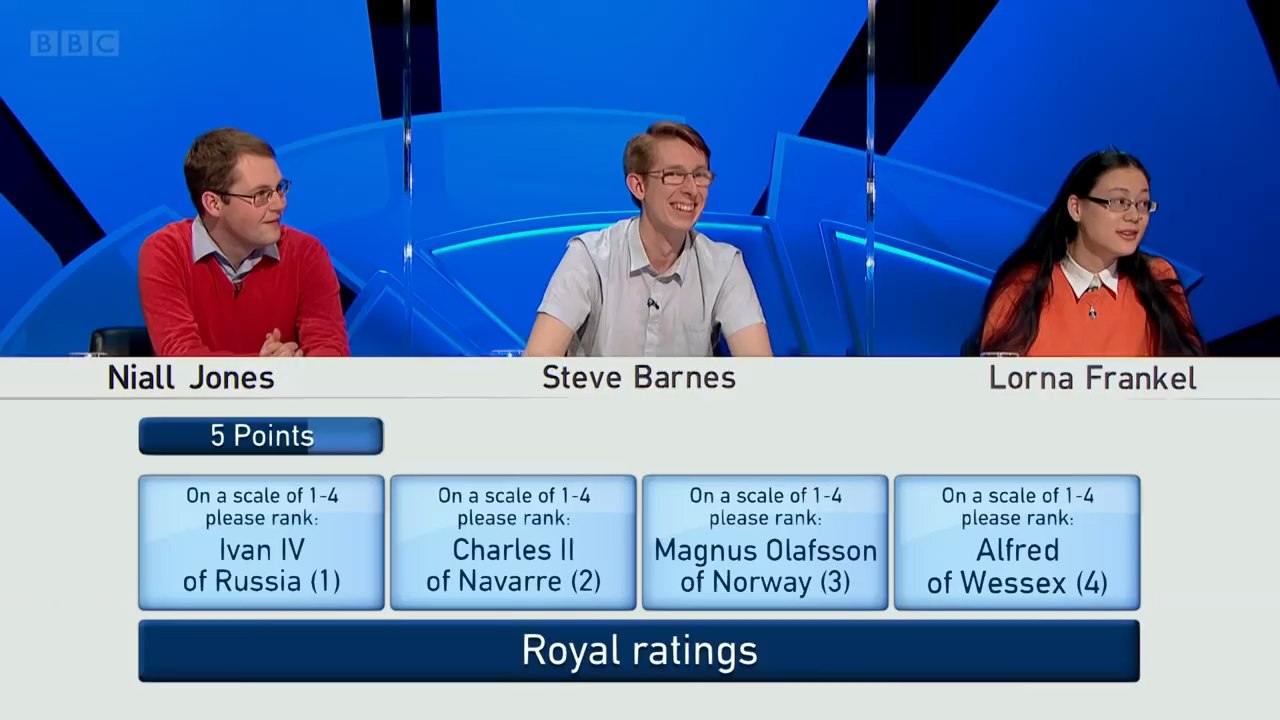 BBC
Niall Jones
Steve Barnes
Lorna Frankel
5 Points
On a scale of 1-4
please rank:
Ivan IV
of Russia (1)
On a scale of 1-4
please rank:
Charles II
of Navarre (2)
On a scale of 1-4
please rank:
Magnus Olafsson
of Norway (3)
On a scale of 1-4
please rank:
Alfred
of Wessex (4)
Royal ratings